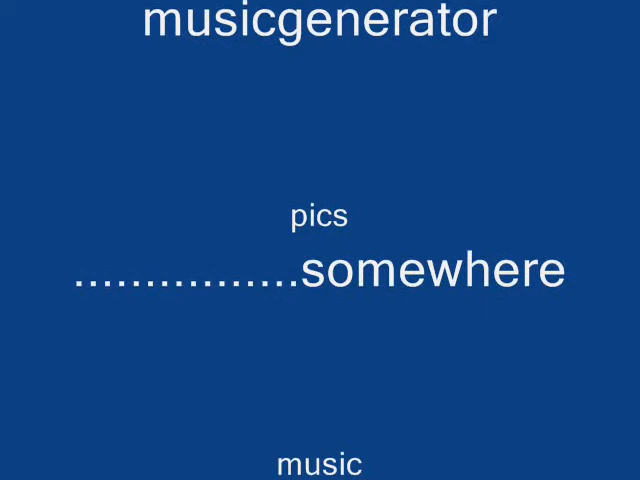 musicgenerator
pics
................somewhere
music